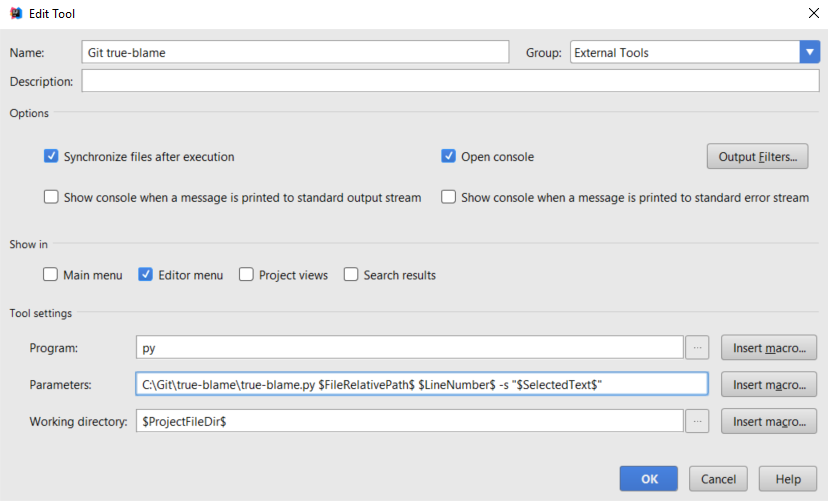 Edit Tool
Name: Git true-blame Group: External Tools
Description:
Options
Synchronize files after execution Open console Output Filters...
Show console when a message is printed to standard output stream Show console when a message is printed to standard error stream
Show in
Main menu Editor menu Project views Search results
Tool settings
Program: py ... Insert macro...
Parameters: C:\Git\true-blame\true-blame.py $FileRelativePath$ $LineNumber$ -s "$SelectedText$" Insert macro...
Working directory: $ProjectFileDir$ ... Insert macro...
OK Cancel Help